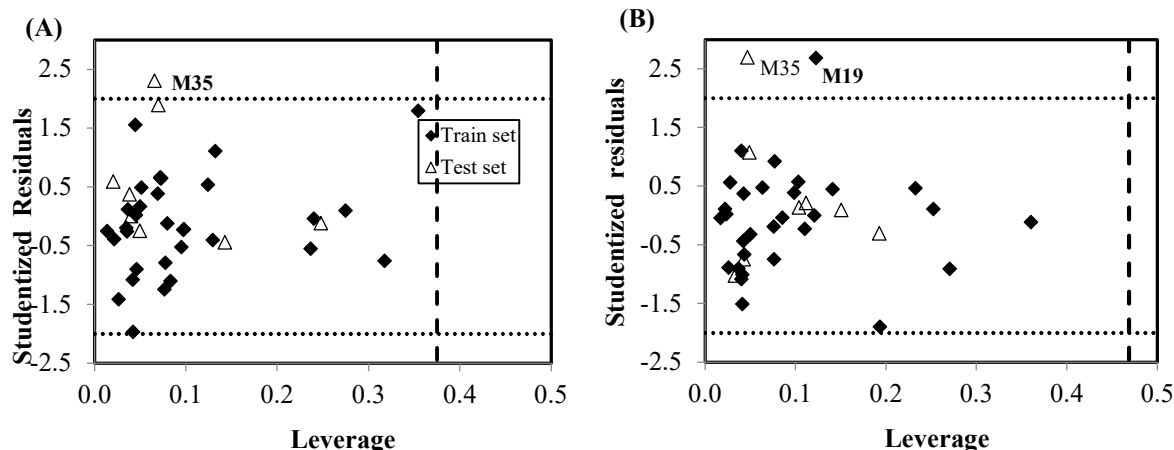 (A)
Studentized Residuals
2.5
1.5
0.5
-0.5
-1.5
-2.5
M35
Train set
Test set
0.0 0.1 0.2 0.3 0.4 0.5
Leverage
(B)
Studentized residuals
2.5
1.5
0.5
-0.5
-1.5
-2.5
M35
M19
0.0 0.1 0.2 0.3 0.4 0.5
Leverage